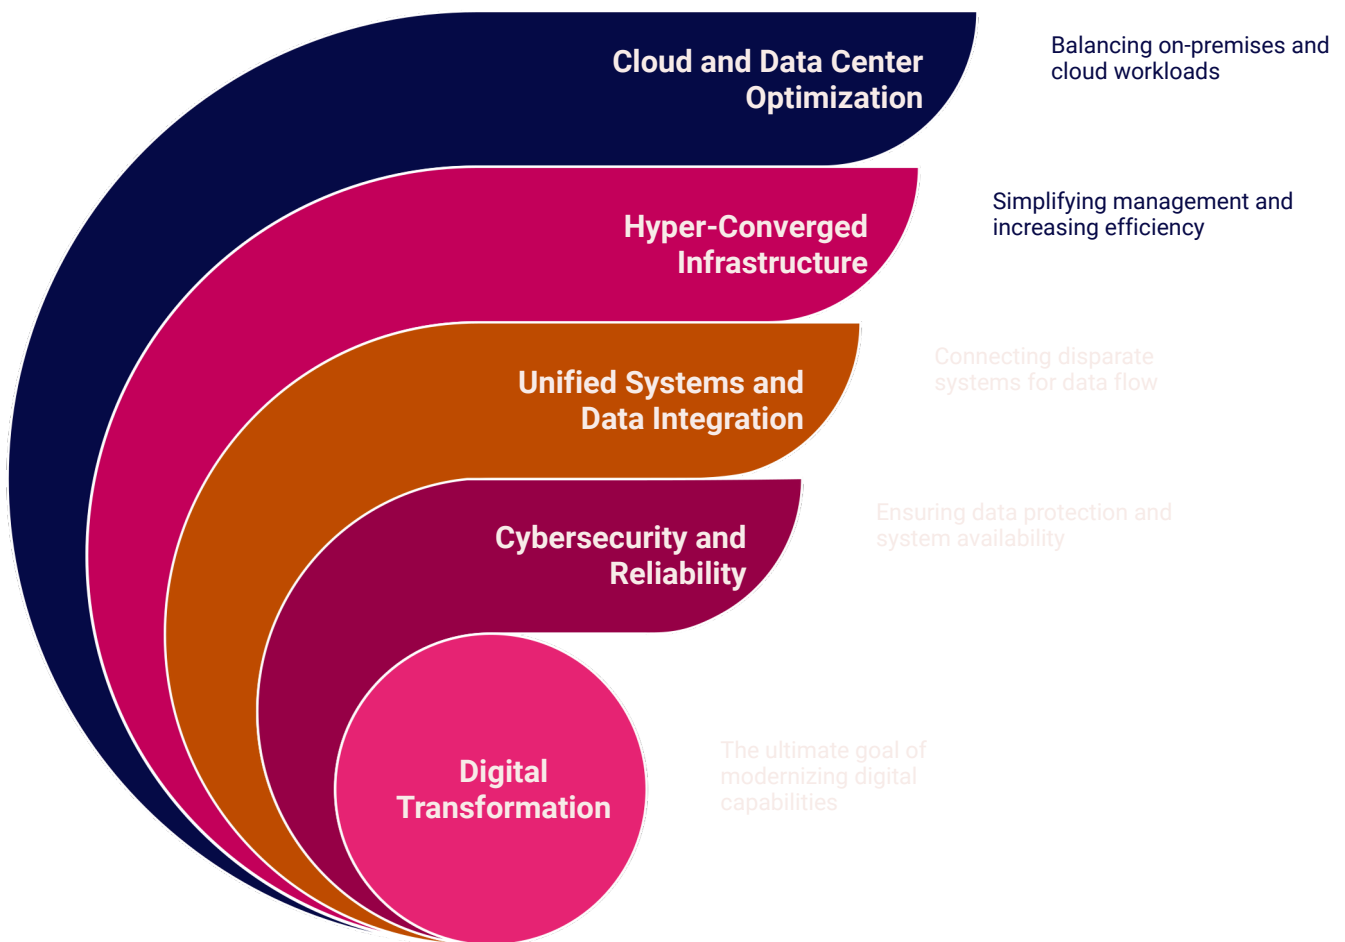 Cloud and Data Center
Optimization
Balancing on-premises and
cloud workloads
Hyper-Converged
Infrastructure
Simplifying management and
increasing efficiency
Unified Systems and
Data Integration
Connecting disparate
systems for data flow
Cybersecurity and
Reliability
Ensuring data protection and
system availability
Digital
Transformation
The ultimate goal of
modernizing digital
capabilities